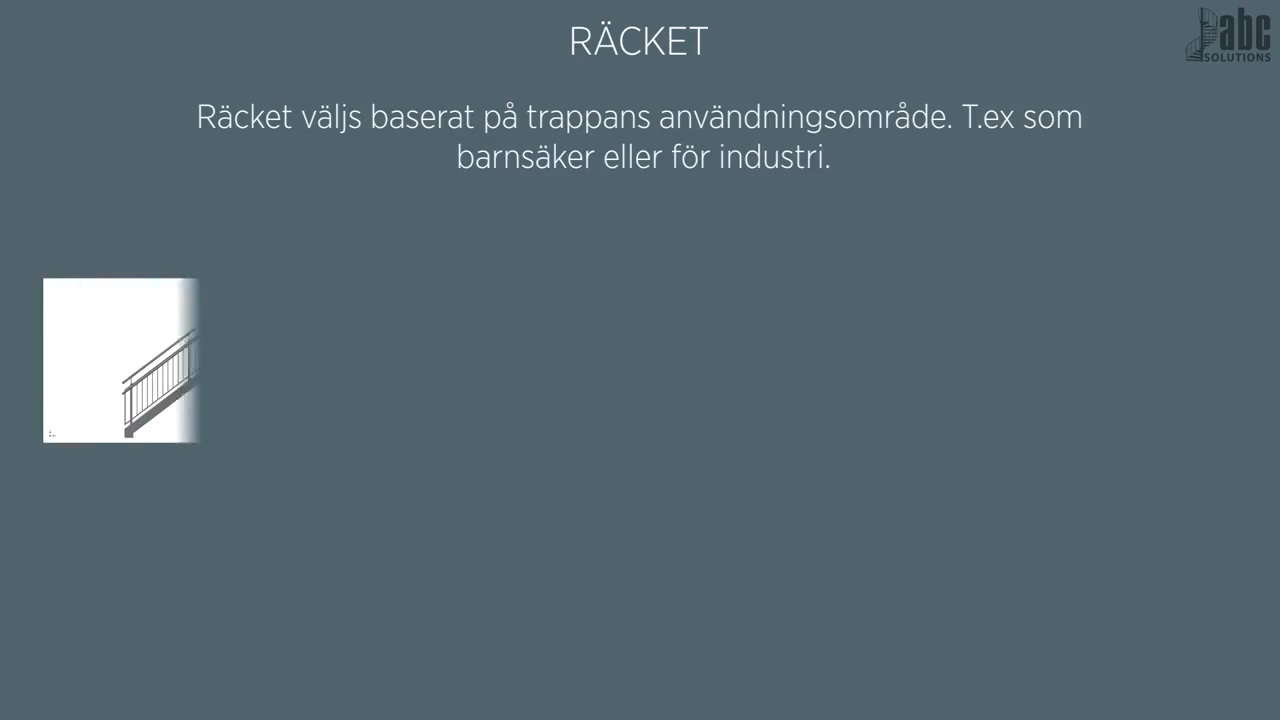 RÄCKET
abc
SOLUTIONS
Räcket väljs baserat på trappans användningsområde. T.ex som
barnsäker eller för industri.